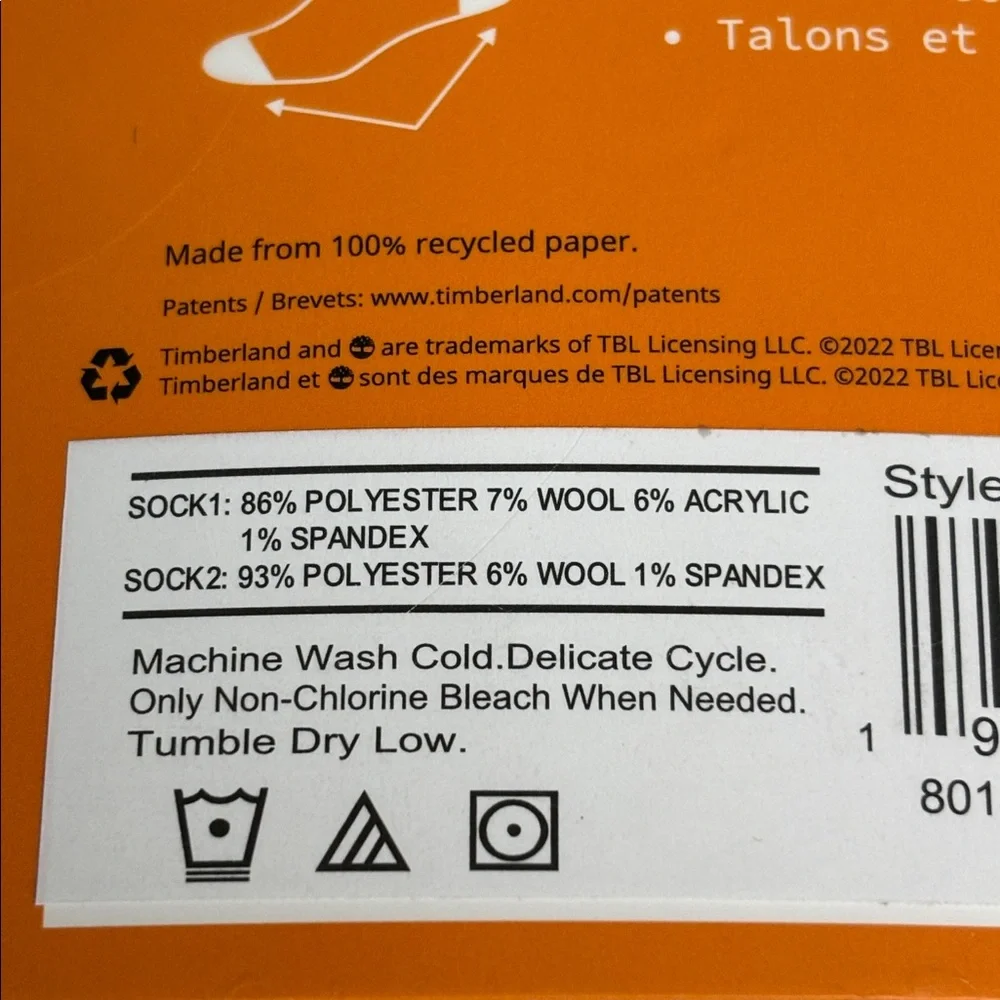 • Talons et
Made from 100% recycled paper.
Patents / Brevets: www.timberland.com/patents
Timberland and are trademarks of TBL Licensing LLC. ©2022 TBL
Timberland et sont des marques de TBL Licensing LLC. ©2022 TBL
SOCK1: 86% POLYESTER 7% WOOL 6% ACRYLIC
1% SPANDEX
SOCK2: 93% POLYESTER 6% WOOL 1% SPANDEX
Machine Wash Cold.Delicate Cycle.
Only Non-Chlorine Bleach When Needed.
Tumble Dry Low.
Style
1 9
801